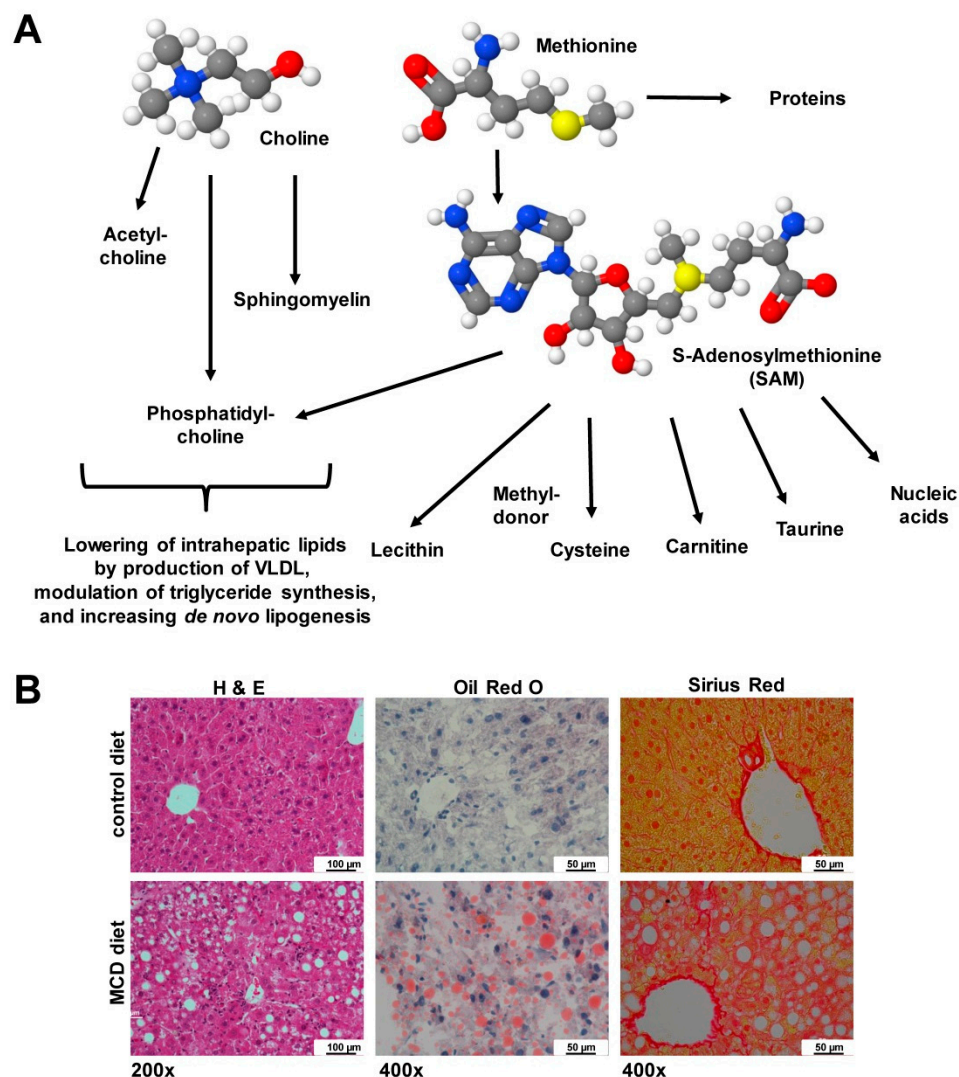 A
Choline
Methionine
Proteins
Acetyl-
choline
Sphingomyelin
S-Adenosylmethionine
(SAM)
Phosphatidyl-
choline
Lowering of intrahepatic lipids
by production of VLDL,
modulation of triglyceride synthesis,
and increasing de novo lipogenesis
Lecithin
Methyl-
donor
Cysteine
Carnitine
Taurine
Nucleic
acids
B
H & E
Oil Red O
Sirius Red
control diet
100 µm
50 µm
50 µm
MCD diet
100 µm
50 µm
50 µm
200x
400x
400x